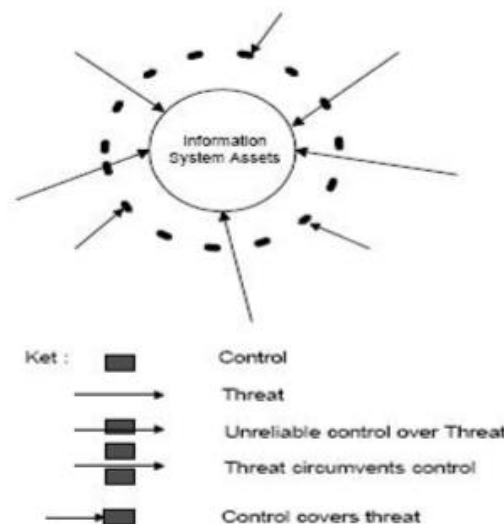 Information
System Assets
Ket : Control
Threat
Unreliable control over Threat
Threat circumvents control
Control covers threat